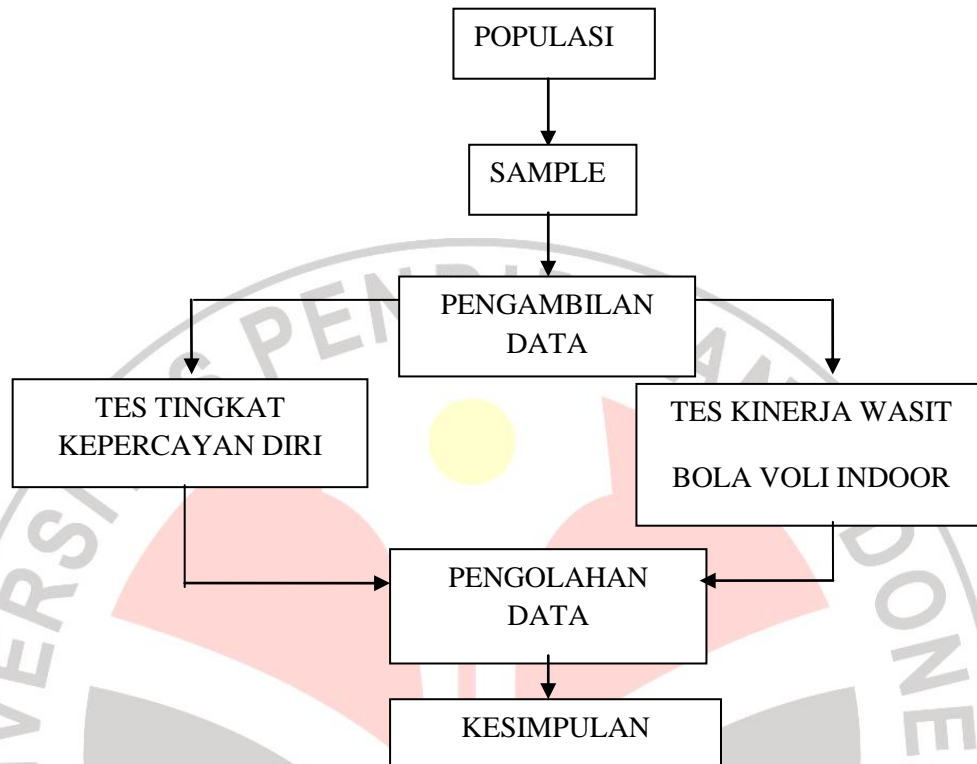 POPULASI
SAMPLE
PENGAMBILAN
DATA
TES TINGKAT
KEPERCAYAN DIRI
TES KINERJA WASIT
BOLA VOLI INDOOR
PENGOLAHAN
DATA
KESIMPULAN